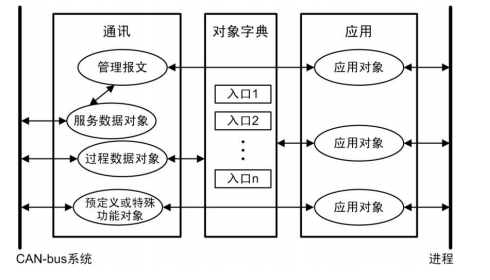 通讯
对象字典
应用
管理报文
应用对象
入口1
服务数据对象
入口2
过程数据对象
应用对象
入口n
预定义或特殊
功能对象
应用对象
CAN-bus系统
进程